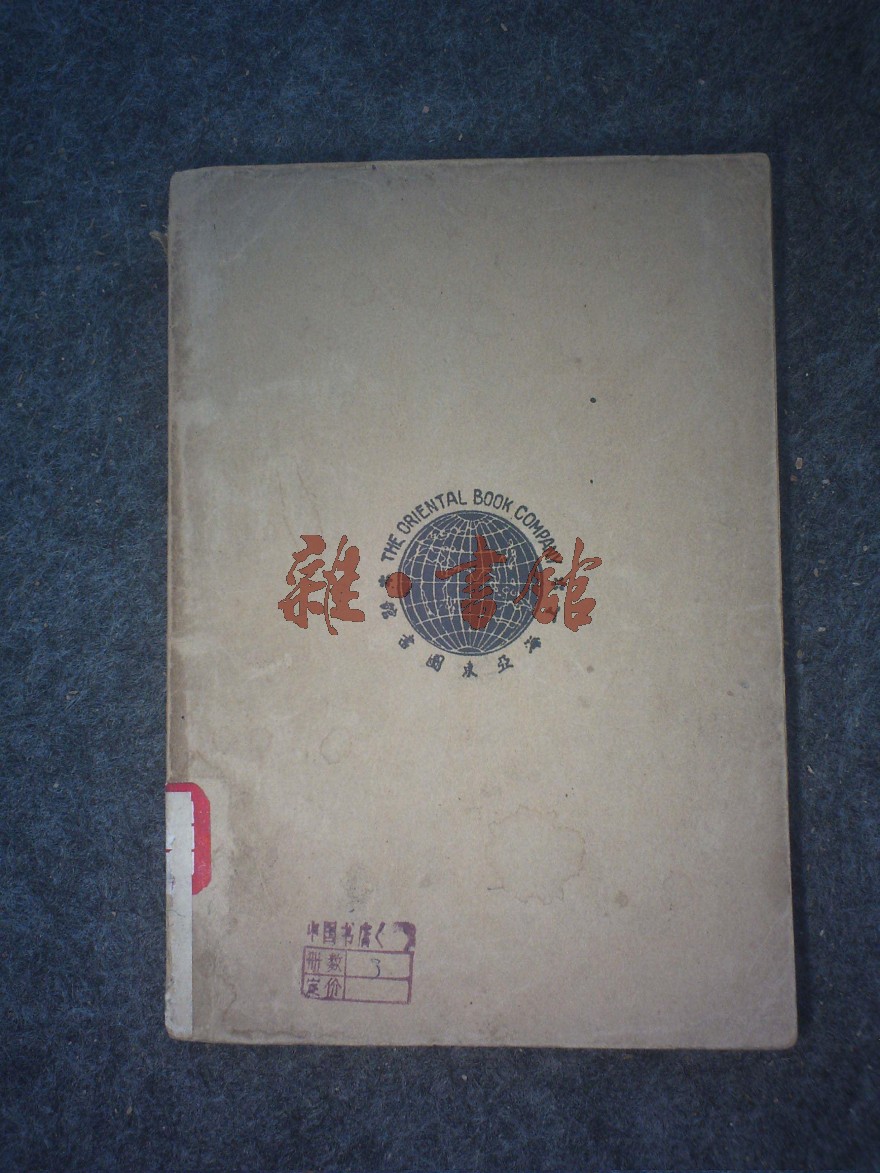 THE ORIENTAL BOOK COMPANY
雜·書館
海亞東圖書
中国书店
册数 3
定价